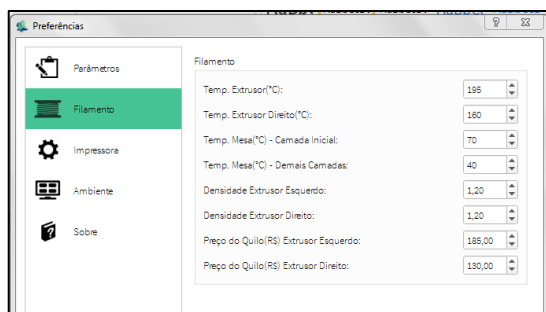 Preferências
Parâmetros
Filamento
Impressora
Ambiente
Sobre
Filamento
Temp. Extrusor(°C): 195
Temp. Extrusor Direito(°C): 160
Temp. Mesa(°C) - Camada Inicial: 70
Temp. Mesa(°C) - Demais Camadas: 40
Densidade Extrusor Esquerdo: 1,20
Densidade Extrusor Direito: 1,20
Preço do Quilo(R$) Extrusor Esquerdo: 185,00
Preço do Quilo(R$) Extrusor Direito: 130,00